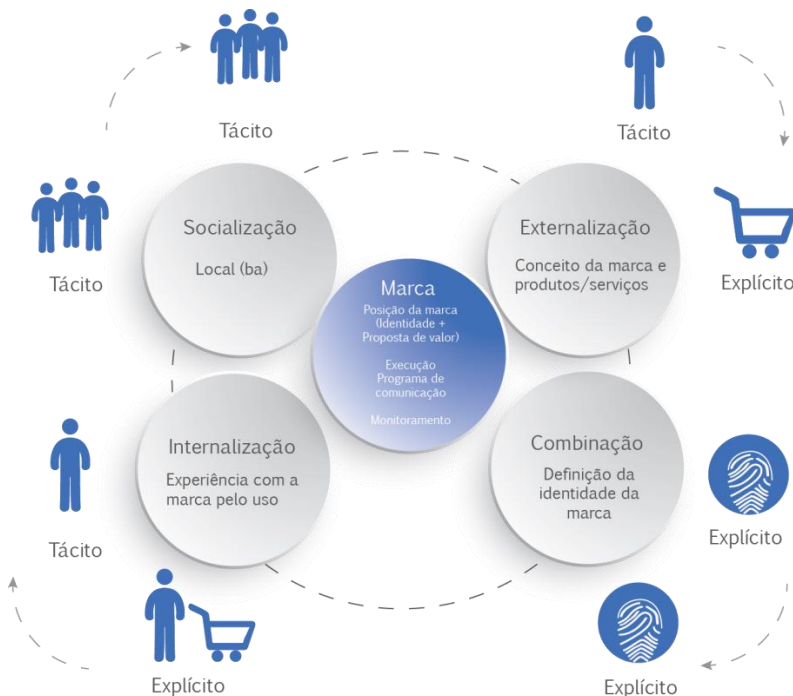 Tácito
Tácito
Socialização
Local (ba)
Tácito
Externalização
Conceito da marca e
produtos/serviços
Explícito
Marca
Posição da marca
(Identidade +
Proposta de valor)
Execução
Programa de
comunicação
Monitoramento
Internalização
Experiência com a
marca pelo uso
Tácito
Combinação
Definição da
identidade da
marca
Explícito
Explícito
Explícito